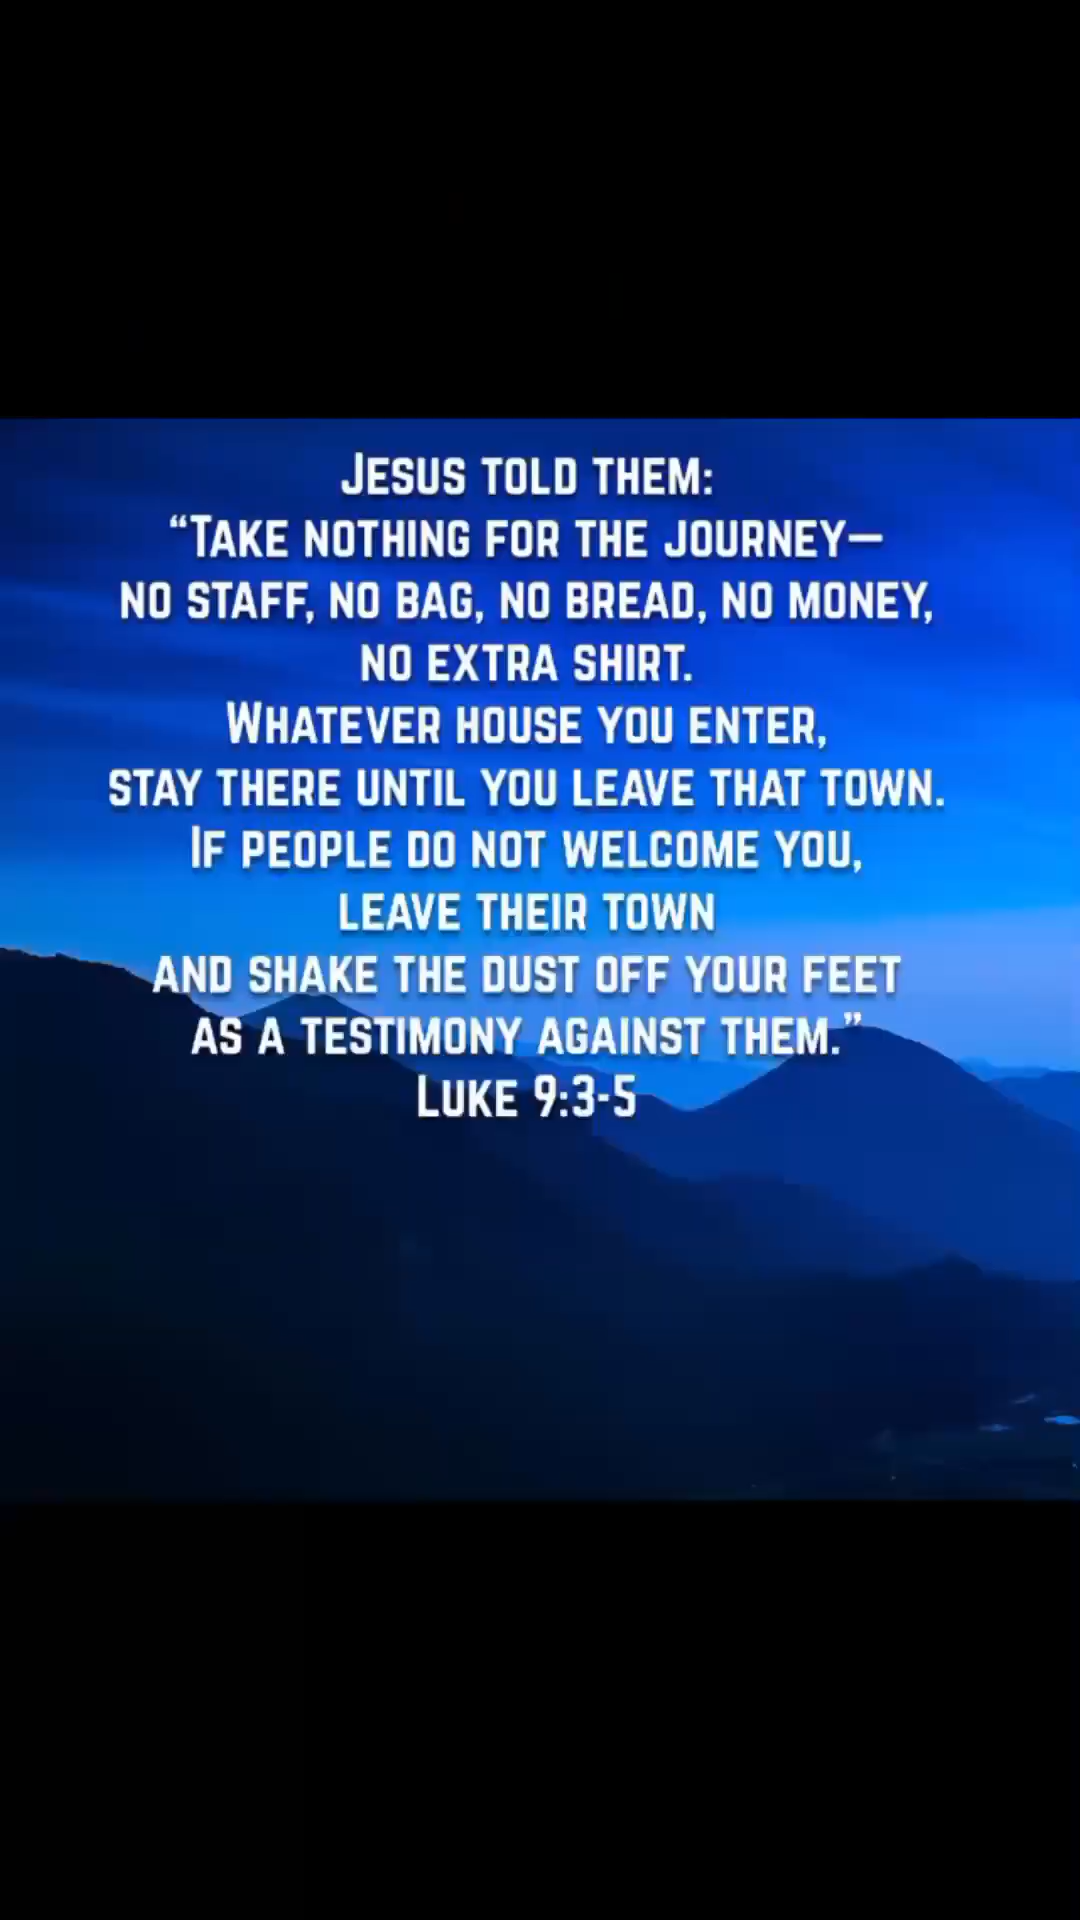 Jesus told them:
“Take nothing for the journey—
no staff, no bag, no bread, no money,
no extra shirt.
Whatever house you enter,
stay there until you leave that town.
If people do not welcome you,
leave their town
and shake the dust off your feet
as a testimony against them.”
Luke 9:3-5